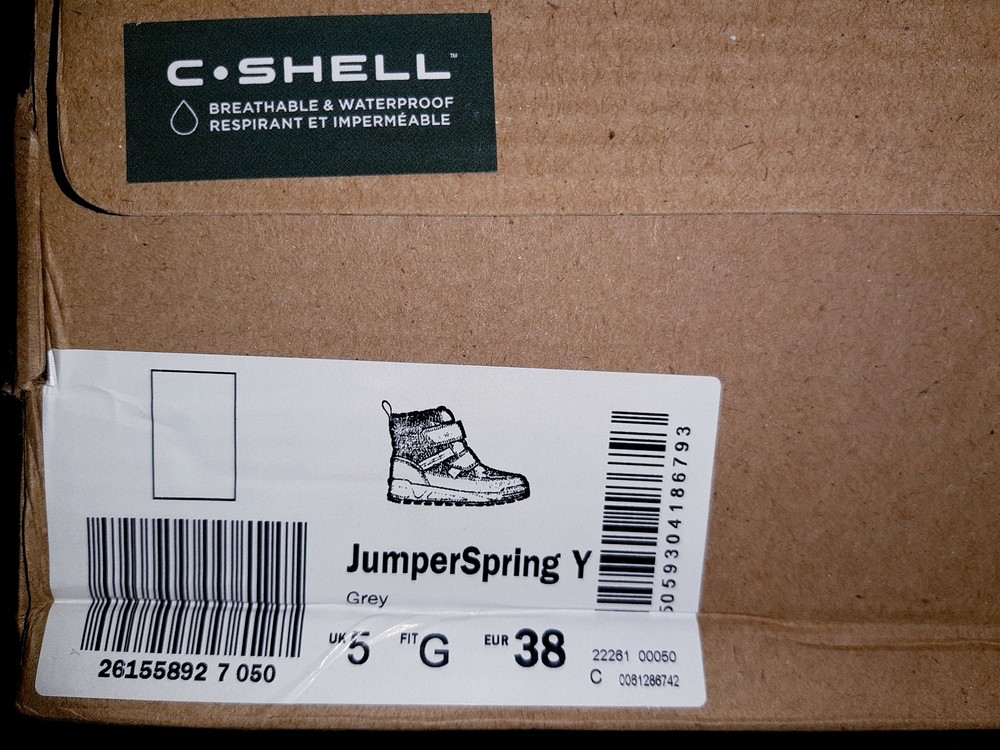 C•SHELL™
BREATHABLE & WATERPROOF
RESPIRANT ET IMPERMÉABLE
JumperSpring Y
Grey
UK 5 FIT G EUR 38
26155892 7 050
5059304186793
22261 00050
C 0061286742